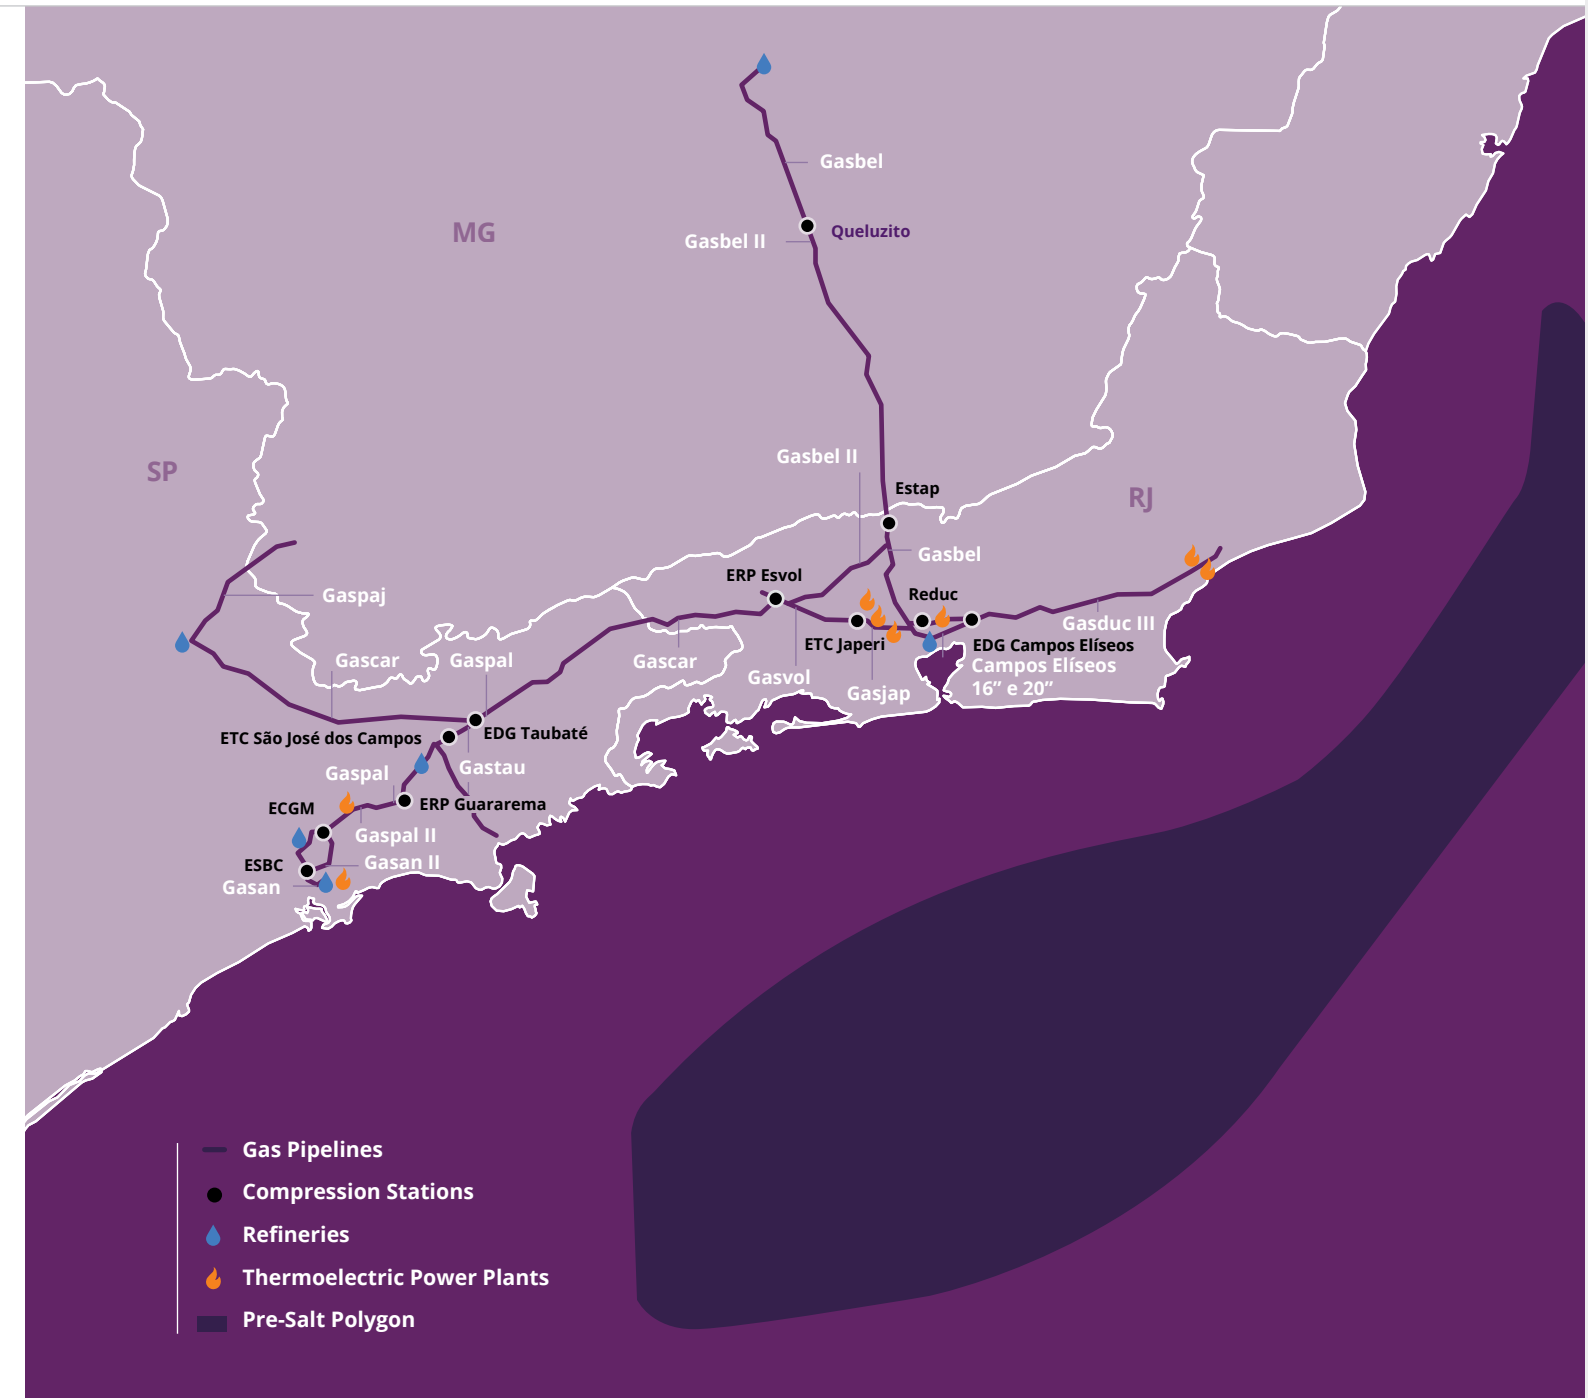 Gasbel
MG
Gasbel II
Queluzito
Gasbel II
SP
Estap
RJ
Gasbel
ERP Esvol
Reduc
Gaspaj
Gasduc III
ETC Japeri
EDG Campos Elíseos
Gascar
Gaspal
Gascar
Campos Elíseos
16” e 20”
Gasvol
Gasjap
EDG Taubaté
ETC São José dos Campos
Gastau
Gaspal
ERP Guararema
ECGM
Gaspal II
Gasan II
ESBC
Gasan
Gas Pipelines
Compression Stations
Refineries
Thermoelectric Power Plants
Pre-Salt Polygon